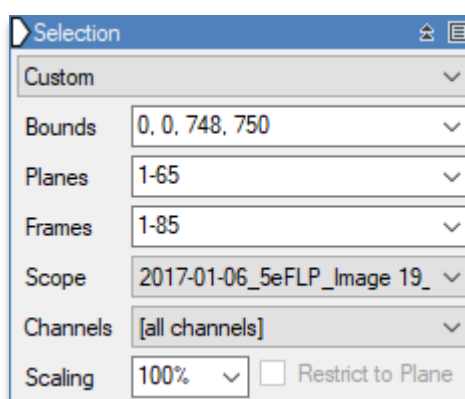 Selection
Custom
Bounds 0, 0, 748, 750
Planes 1-65
Frames 1-85
Scope 2017-01-06_5eFLP_Image 19_
Channels [all channels]
Scaling 100% Restrict to Plane